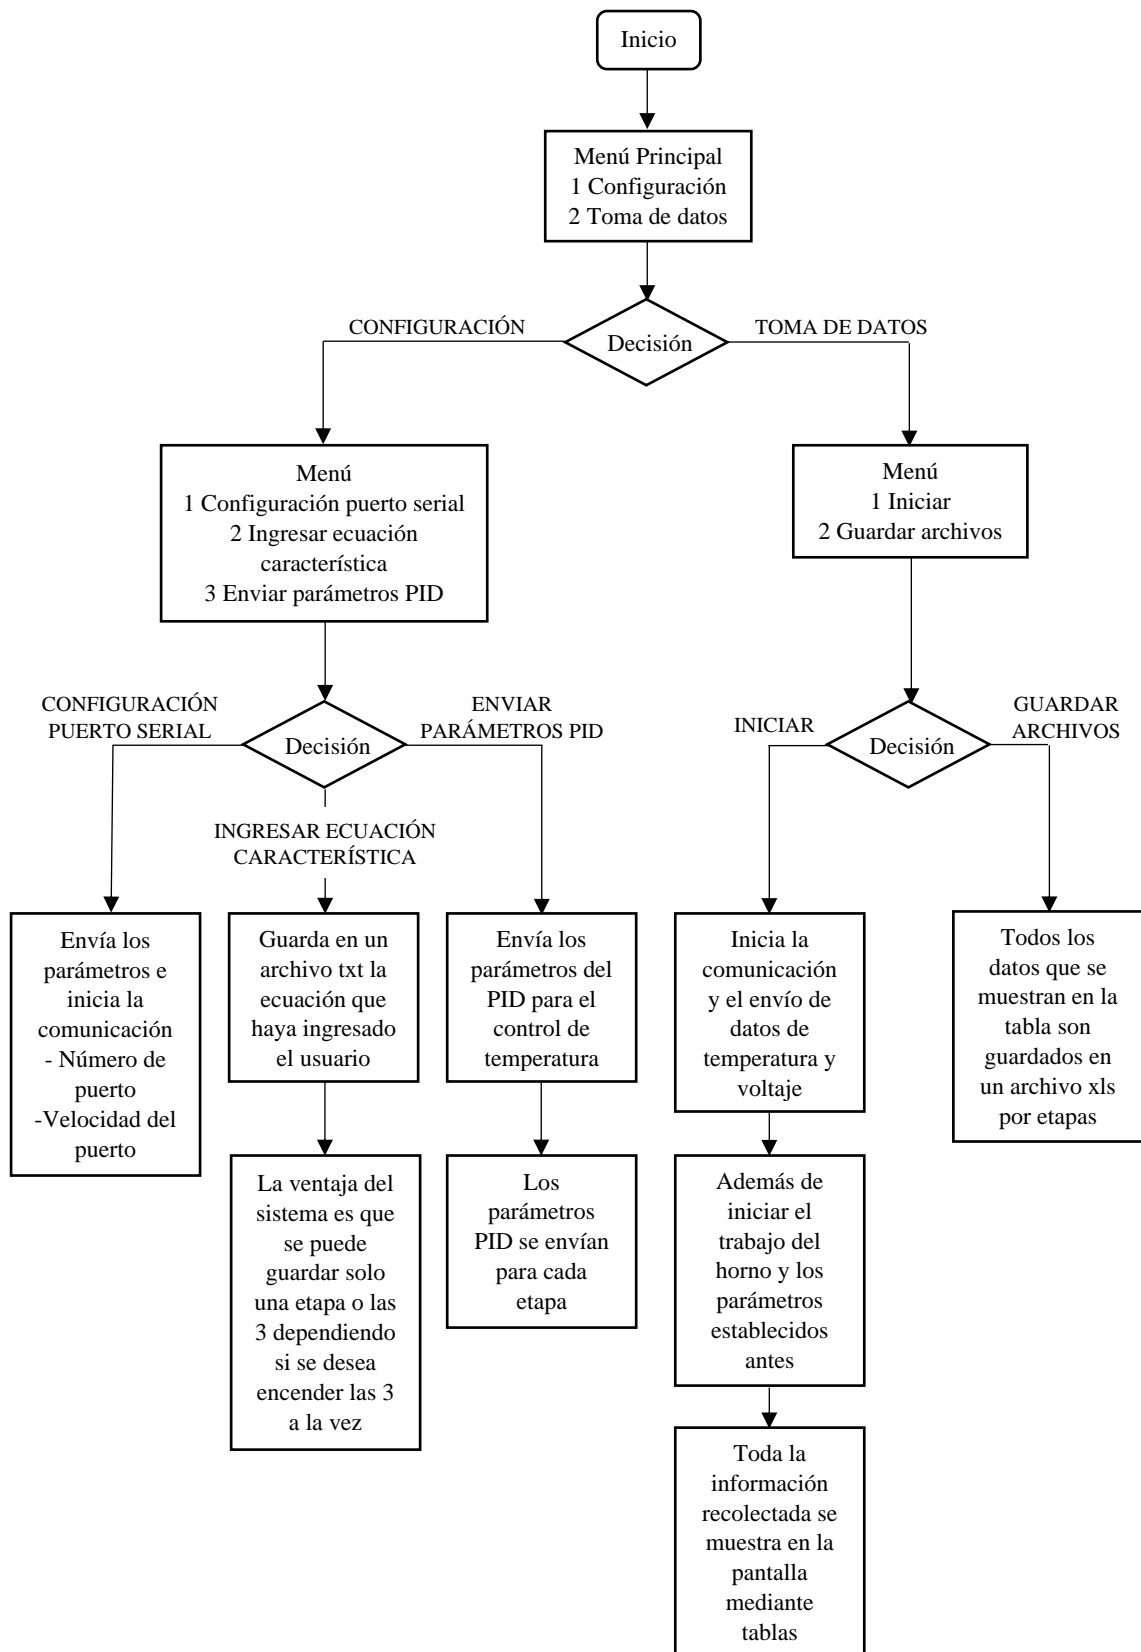 Inicio
Menú Principal
1 Configuración
2 Toma de datos
CONFIGURACIÓN
Decisión
TOMA DE DATOS
Menú
1 Configuración puerto serial
2 Ingresar ecuación
característica
3 Enviar parámetros PID
Menú
1 Iniciar
2 Guardar archivos
CONFIGURACIÓN
PUERTO SERIAL
Decisión
ENVIAR
PARÁMETROS PID
INGRESAR ECUACIÓN
CARACTERÍSTICA
INICIAR
Decisión
GUARDAR
ARCHIVOS
Envía los
parámetros e
inicia la
comunicación
- Número de
puerto
-Velocidad del
puerto
Guarda en un
archivo txt la
ecuación que
haya ingresado
el usuario
Envía los
parámetros del
PID para el
control de
temperatura
Inicia la
comunicación
y el envío de
datos de
temperatura y
voltaje
Todos los
datos que se
muestran en la
tabla son
guardados en
un archivo xls
por etapas
La ventaja del
sistema es que
se puede
guardar solo
una etapa o las
3 dependiendo
si se desea
encender las 3
a la vez
Los
parámetros
PID se envían
para cada
etapa
Además de
iniciar el
trabajo del
horno y los
parámetros
establecidos
antes
Toda la
información
recolectada se
muestra en la
pantalla
mediante
tablas